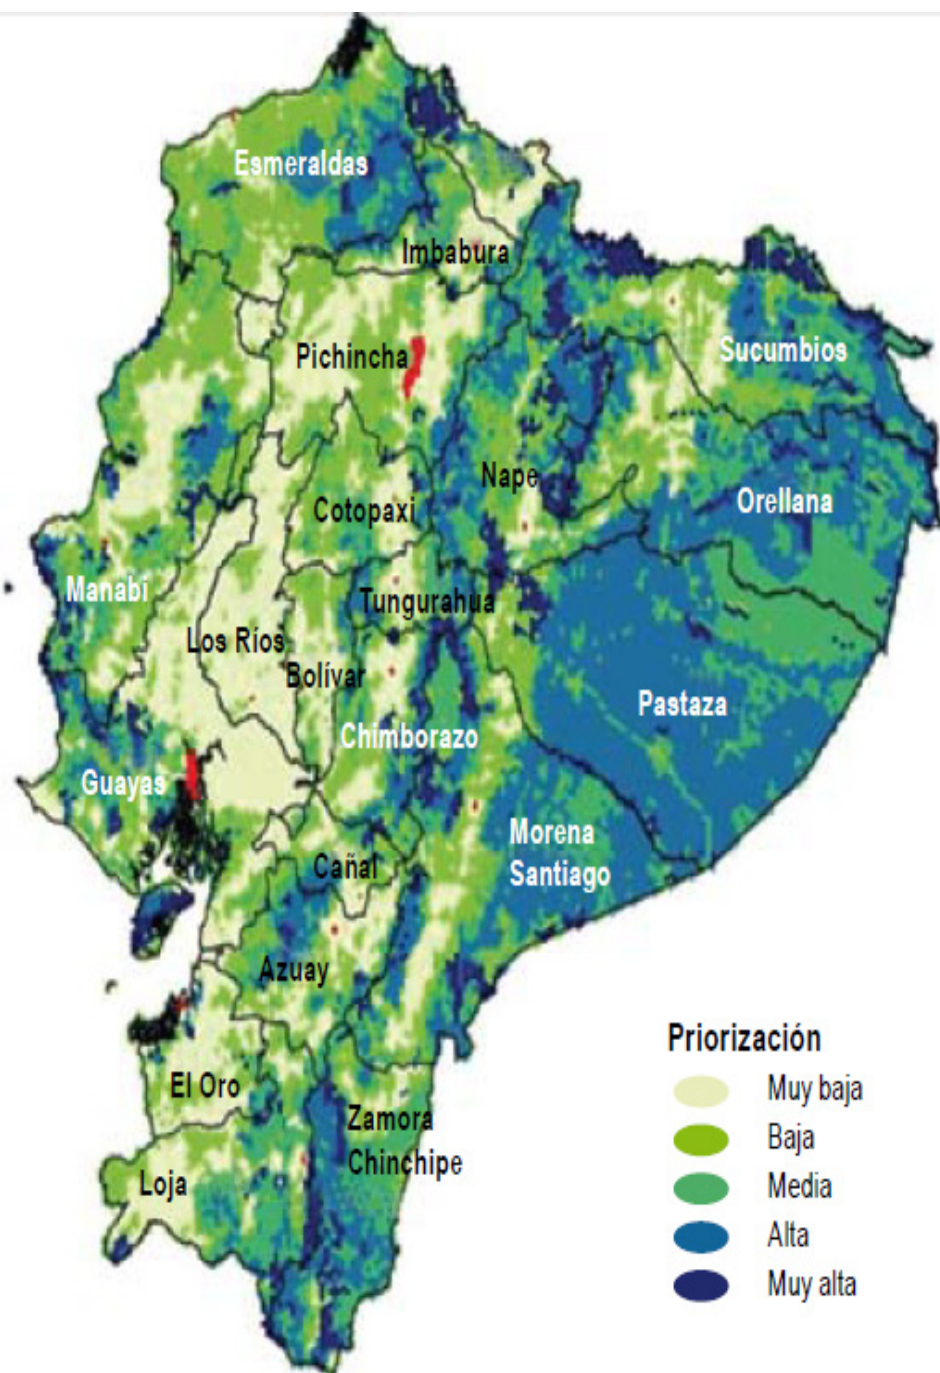 Esmeraldas
Imbabura
Pichincha
Sucumbios
Nape
Cotopaxi
Orellana
Manabi
Tungurahua
Los Ríos
Bolívar
Pastaza
Chimborazo
Guayas
Morena
Santiago
Cañal
Azuay
El Oro
Zamora
Chinchipe
Loja
Priorización
Muy baja
Baja
Media
Alta
Muy alta